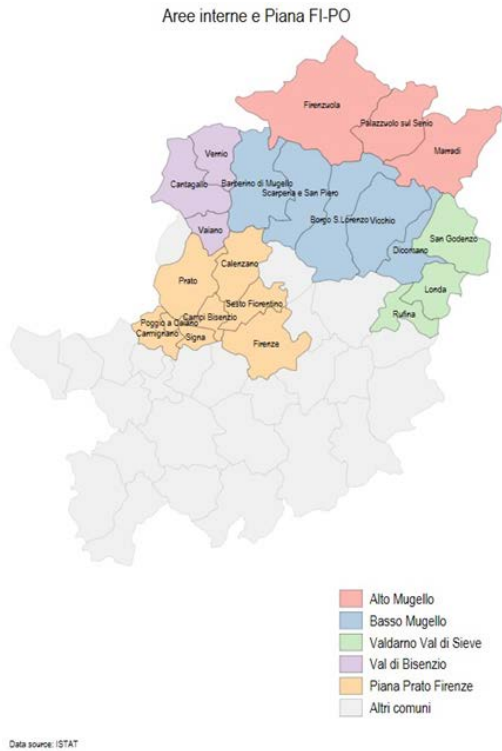 Aree interne e Piana FI-PO
Firenzuola
Palazzuolo sul Senio
Marradi
Vernio
Cantagallo
Barberino di Mugello
Scarperia e San Piero
Borgo S.Lorenzo
Vicchio
Vaiano
Dicomano
San Godenzo
Calenzano
Prato
Londa
Sesto Fiorentino
Rufina
Campi Bisenzio
Poggio a Caiano
Carmignano
Signa
Firenze
Alto Mugello
Basso Mugello
Valdarno Val di Sieve
Val di Bisenzio
Piana Prato Firenze
Altri comuni
Data source: ISTAT